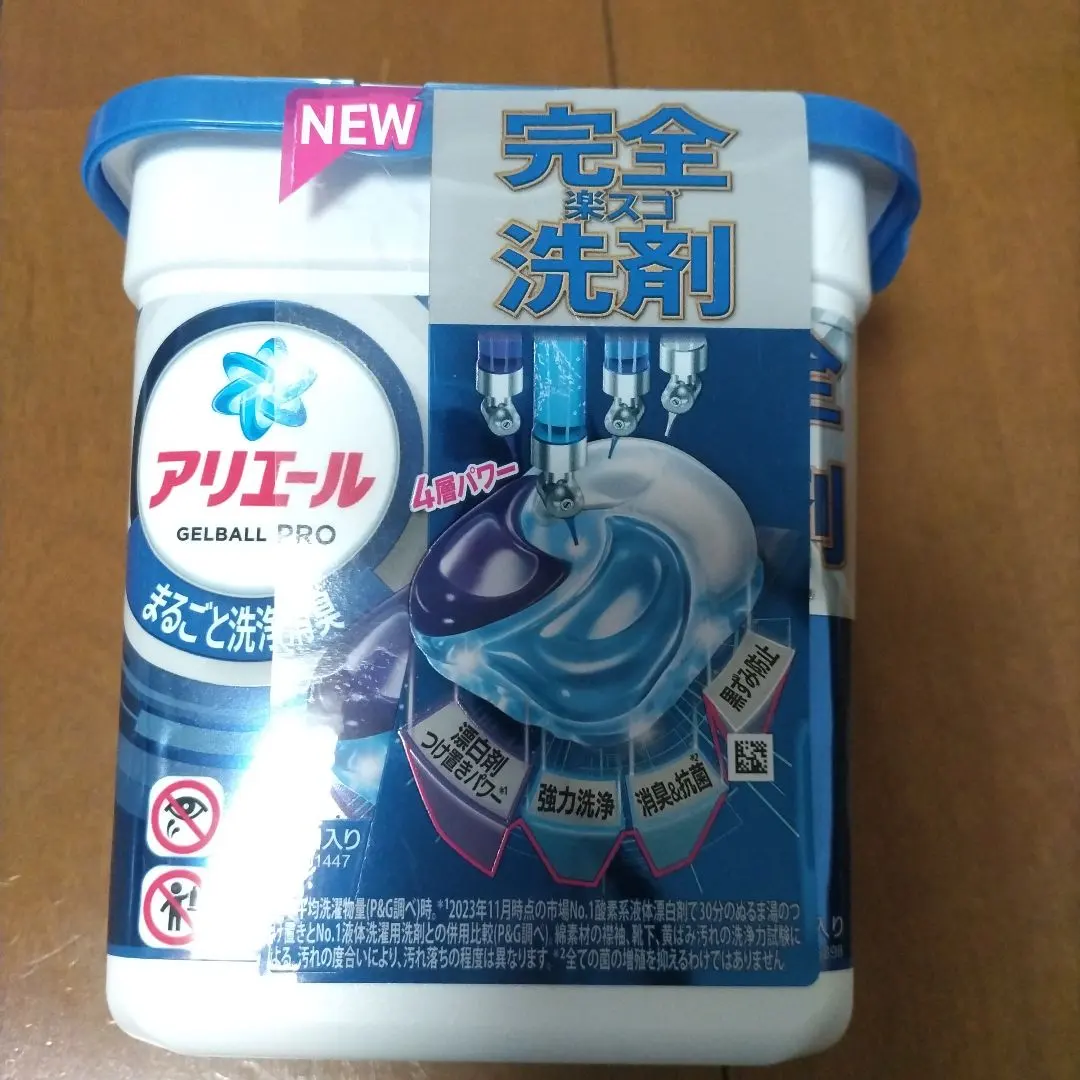 NEW
完全
楽スゴ
洗剤
アリエール
GELBALL PRO
まるごと洗浄消臭
4層パワー
漂白剤
つけ置きパワー*1
強力洗浄
消臭&抗菌*2
黒ずみ防止
入り
1447
平均洗濯物量(P&G調べ)時。*¹2023年11月時点の市場No.1酸素系液体漂白剤で30分のぬるま湯のつ
け置きとNo.1液体洗濯用洗剤との併用比較(P&G調べ)。綿素材の襟袖、靴下、黄ばみ汚れの洗浄力試験に
よる。汚れの度合いにより、汚れ落ちの程度は異なります。*²全ての菌の増殖を抑えるわけではありません
入り